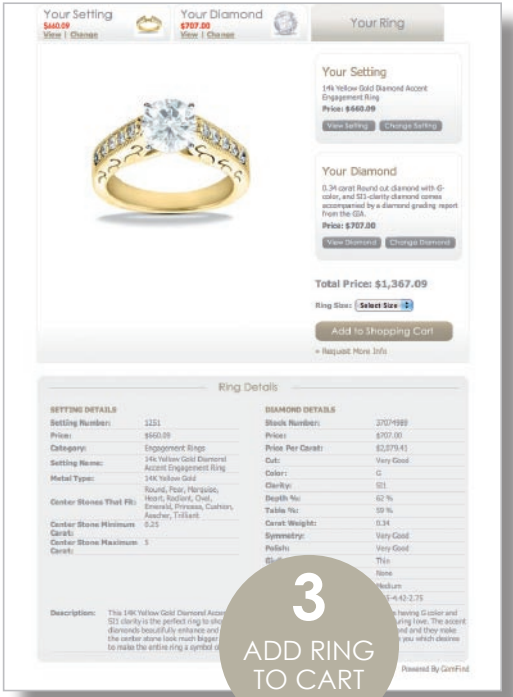 Your Setting
$660.09
View | Change
Your Diamond
$707.00
View | Change
Your Ring
Your Setting
14k Yellow Gold Diamond Accent
Engagement Ring
Price: $660.09
View Setting
Change Setting
Your Diamond
0.34 carat Round cut diamond with G-
color, and SI1-clarity diamond comes
accompanied by a diamond grading report
from the GIA.
Price: $707.00
View Diamond
Change Diamond
Total Price: $1,367.09
Ring Size: Select Size
Add to Shopping Cart
» Request More Info
Ring Details
SETTING DETAILS
Setting Number: 1251
Price: $660.09
Category: Engagement Rings
Setting Name: 14k Yellow Gold Diamond
Accent Engagement Ring
Metal Type: 14K Yellow Gold
Center Stones That Fit: Round, Pear, Marquise,
Heart, Radiant, Oval,
Emerald, Princess, Cushion,
Asscher, Trilliant
Center Stone Minimum Carat: 0.25
Center Stone Maximum Carat: 3
DIAMOND DETAILS
Stock Number: 37074989
Price: $707.00
Price Per Carat: $2,079.41
Cut: Very Good
Color: G
Clarity: SI1
Depth %: 62 %
Table %: 59 %
Carat Weight: 0.34
Symmetry: Very Good
Polish: Very Good
Thin
None
Medium
-4.42-2.75
Description: This 14K Yellow Gold Diamond
SI1 clarity is the perfect ring to
diamonds beautifully enhance and
the center stone look much bigger
to make the entire ring a symbol
having G color and
love. The accent
and they make
you which desires
3
ADD RING
TO CART
Powered By GemFind